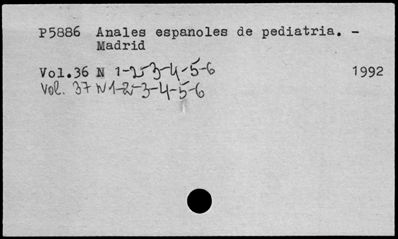 P5886 Anales espanoles de pediatria. -
Madrid
Vol.36 N 1-2-3-4-5-6 1992
Vol. 37 N 1-2-3-4-5-6